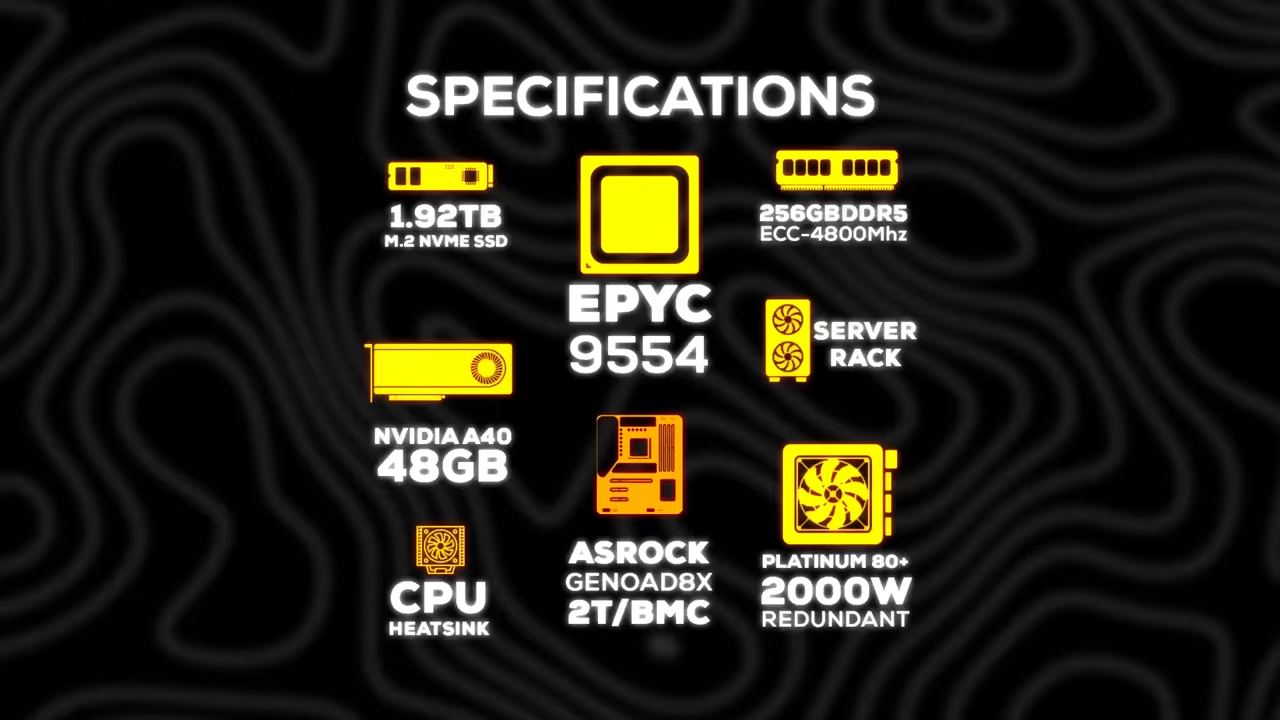 SPECIFICATIONS
1.92TB
M.2 NVME SSD
EPYC
9554
256GBDDR5
ECC-4800Mhz
SERVER
RACK
NVIDIA A40
48GB
CPU
HEATSINK
ASROCK
GENOAD8X
2T/BMC
PLATINUM 80+
2000W
REDUNDANT